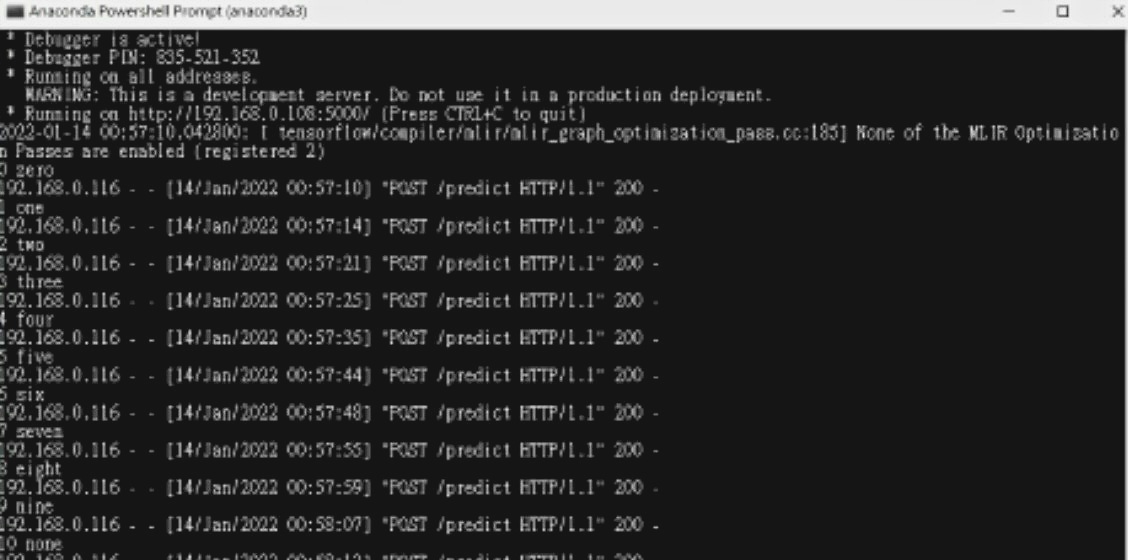 Anaconda Powershell Prompt (anaconda3)
* Debugger is active!
* Debugger PIN: 835-521-352
* Running on all addresses.
WARNING: This is a development server. Do not use it in a production deployment.
* Running on http://192.168.0.108:5000/ (Press CTRL+C to quit)
2022-01-14 00:57:10.042800: I tensorflow/compiler/mlir/mlir_graph_optimization_pass.cc:185] None of the MLIR Optimizatio
n Passes are enabled (registered 2)
0 zero
192.168.0.116 - - [14/Jan/2022 00:57:10] "POST /predict HTTP/1.1" 200 -
1 one
192.168.0.116 - - [14/Jan/2022 00:57:14] "POST /predict HTTP/1.1" 200 -
2 two
192.168.0.116 - - [14/Jan/2022 00:57:21] "POST /predict HTTP/1.1" 200 -
3 three
192.168.0.116 - - [14/Jan/2022 00:57:25] "POST /predict HTTP/1.1" 200 -
4 four
192.168.0.116 - - [14/Jan/2022 00:57:35] "POST /predict HTTP/1.1" 200 -
5 five
192.168.0.116 - - [14/Jan/2022 00:57:44] "POST /predict HTTP/1.1" 200 -
6 six
192.168.0.116 - - [14/Jan/2022 00:57:48] "POST /predict HTTP/1.1" 200 -
7 seven
192.168.0.116 - - [14/Jan/2022 00:57:55] "POST /predict HTTP/1.1" 200 -
8 eight
192.168.0.116 - - [14/Jan/2022 00:57:59] "POST /predict HTTP/1.1" 200 -
9 nine
192.168.0.116 - - [14/Jan/2022 00:58:07] "POST /predict HTTP/1.1" 200 -
10 none